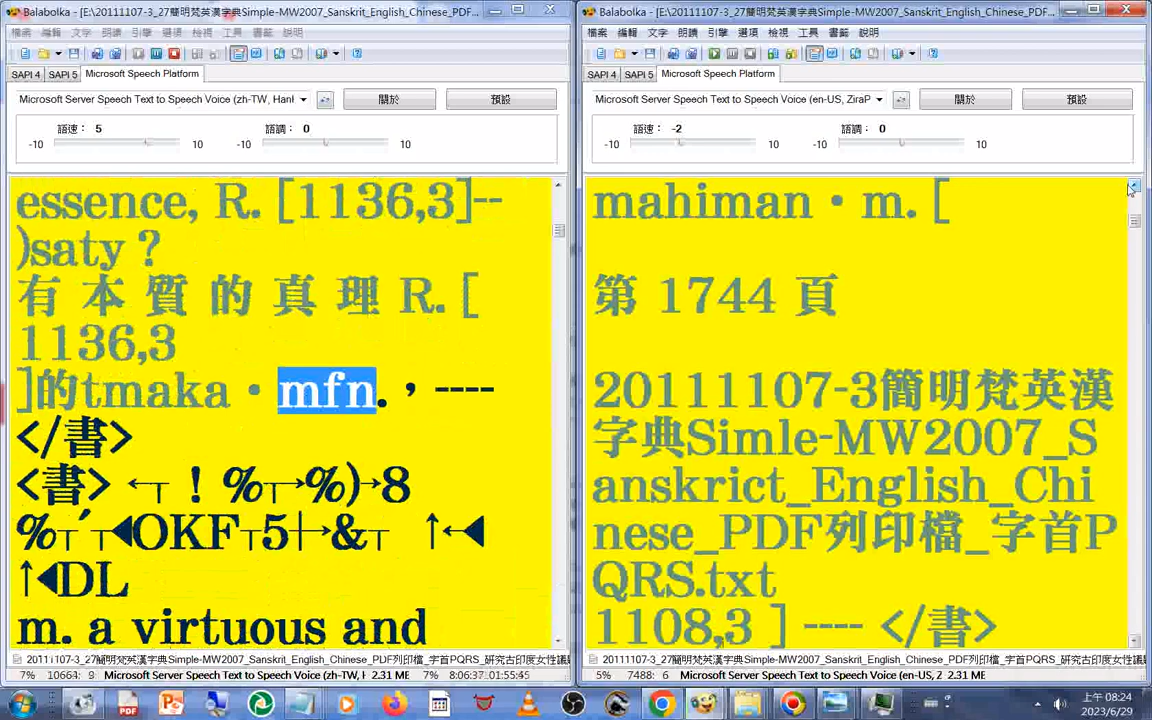 Balabolka - [E:\20111107-3_27簡明梵英漢字典Simple-MW2007_Sanskrit_English_Chinese_PDF...
檔案 編輯 文字 朗讀 引擎 選項 檢視 工具 書籤 說明
SAPI 4 SAPI 5 Microsoft Speech Platform
Microsoft Server Speech Text to Speech Voice (zh-TW, Hanl 關於 預設
語速： 5 語調： 0
-10 10 -10 10
essence, R. [1136,3]--
)saty ?
有 本 質 的 真 理 R. [
1136,3
]的tmaka · mfn. , ----
</書>
<書> ←┬ ! %┬→%)→8
%┬´┬◀OKF┬5├→&┬ ↑←◀
↑◀DL
m. a virtuous and
20111107-3_27簡明梵英漢字典Simple-MW2007_Sanskrit_English_Chinese_PDF列印檔_字首PQRS_研究古印度女性議
7% 10664: 9 Microsoft Server Speech Text to Speech Voice (zh-TW, H 2.31 ME 7% 8:06:37/01:55:45
Balabolka - [E:\20111107-3_27簡明梵英漢字典Simple-MW2007_Sanskrit_English_Chinese_PDF...
檔案 編輯 文字 朗讀 引擎 選項 檢視 工具 書籤 說明
SAPI 4 SAPI 5 Microsoft Speech Platform
Microsoft Server Speech Text to Speech Voice (en-US, ZiraP 關於 預設
語速： -2 語調： 0
-10 10 -10 10
mahiman · m. [
第 1744 頁
20111107-3簡明梵英漢
字典Simle-MW2007_S
anskrict_English_Chi
nese_PDF列印檔_字首P
QRS.txt
1108,3 ] ---- </書>
20111107-3_27簡明梵英漢字典Simple-MW2007_Sanskrit_English_Chinese_PDF列印檔_字首PQRS_研究古印度女性議
5% 7488: 6 Microsoft Server Speech Text to Speech Voice (en-US, Z 2.31 ME
上午 08:24
2023/6/29